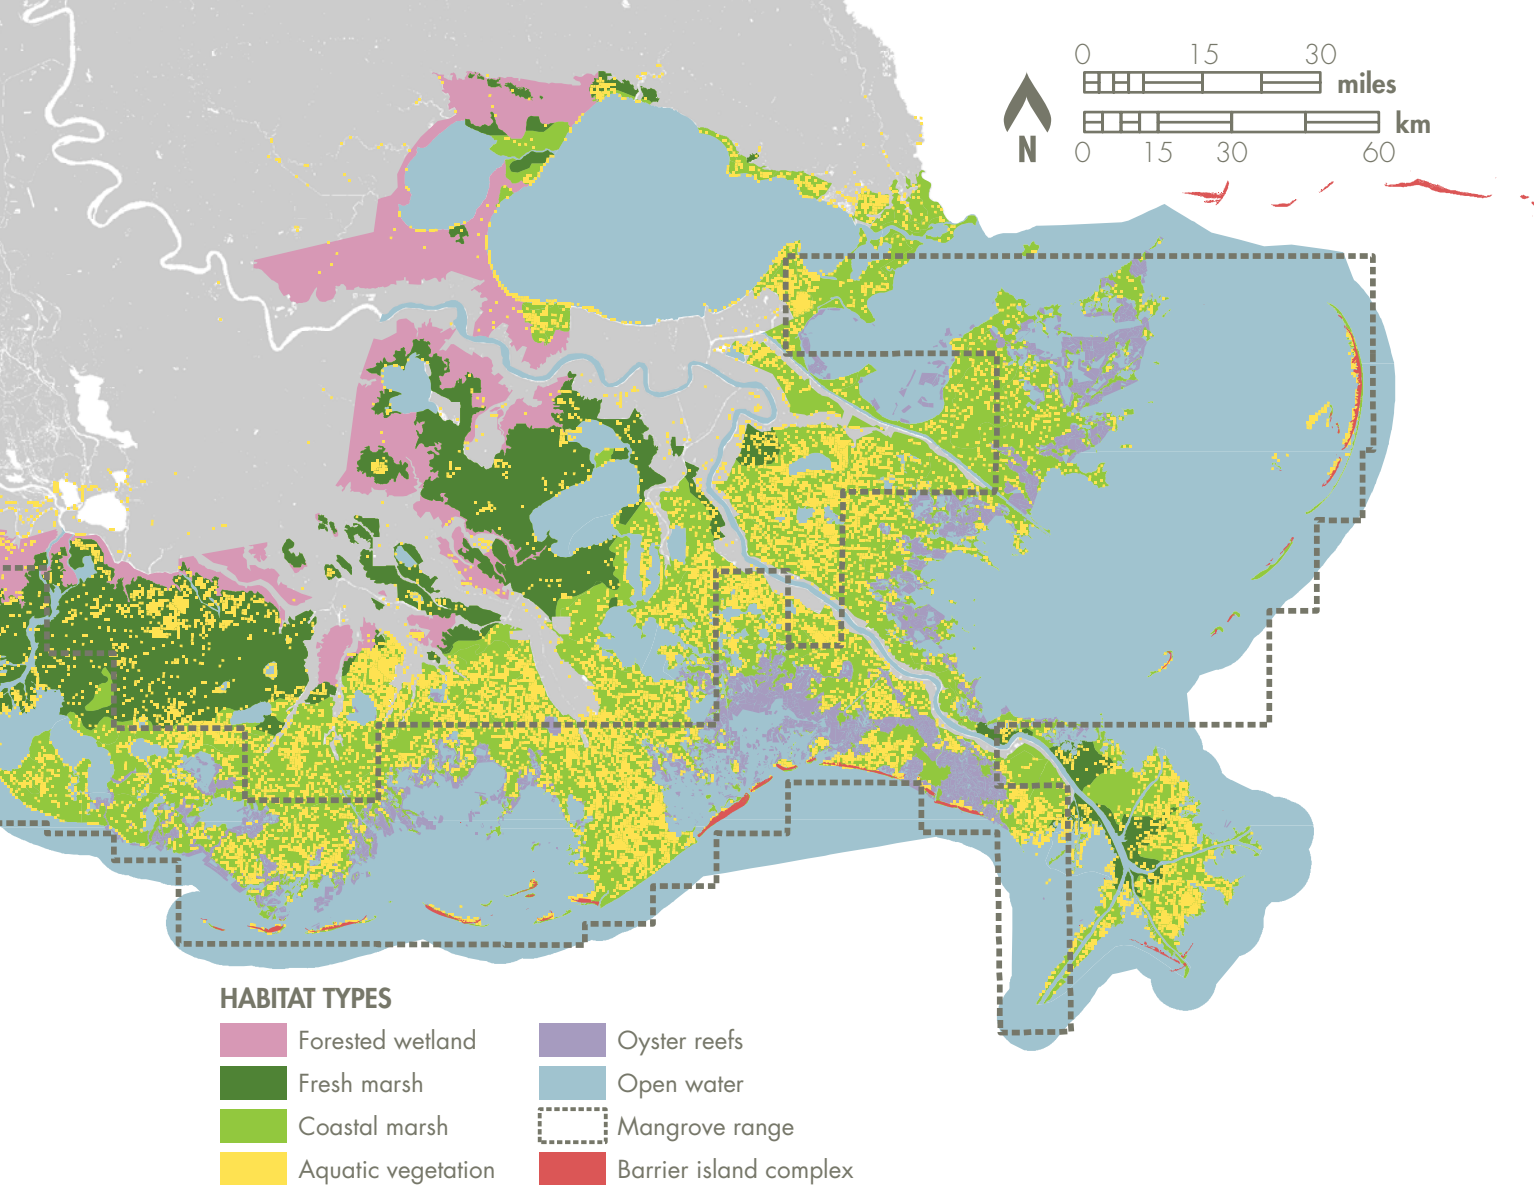 0 15 30
miles
km
N
0 15 30 60
HABITAT TYPES
Forested wetland
Fresh marsh
Coastal marsh
Aquatic vegetation
Oyster reefs
Open water
Mangrove range
Barrier island complex